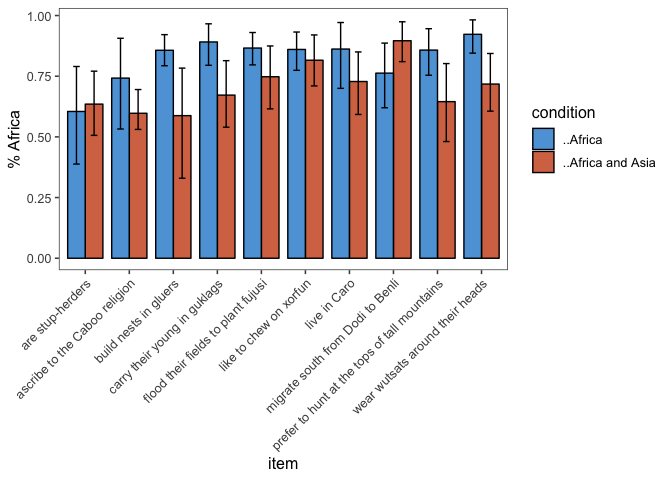 1.00
0.75
0.50
0.25
0.00
% Africa
are stup-herders
ascribe to the Caboo religion
build nests in gluers
carry their young in guklags
flood their fields to plant fujusi
like to chew on xorfun
live in Caro
migrate south from Dodi to Benli
prefer to hunt at the tops of tall mountains
wear wutsats around their heads
item
condition
..Africa
..Africa and Asia